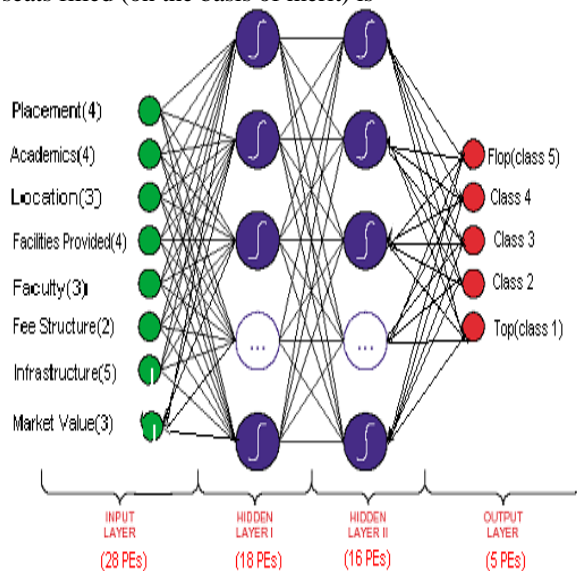 seats filled (on the basis of merit) is
Placement(4)
Academics(4)
Location(3)
Facilities Provided(4)
Faculty(3)
Fee Structure(2)
Infrastructure(5)
Market Value(3)
...
...
Flop(class 5)
Class 4
Class 3
Class 2
Top(class 1)
INPUT
LAYER
(28 PEs)
HIDDEN
LAYER I
(18 PEs)
HIDDEN
LAYER II
(16 PEs)
OUTPUT
LAYER
(5 PEs)